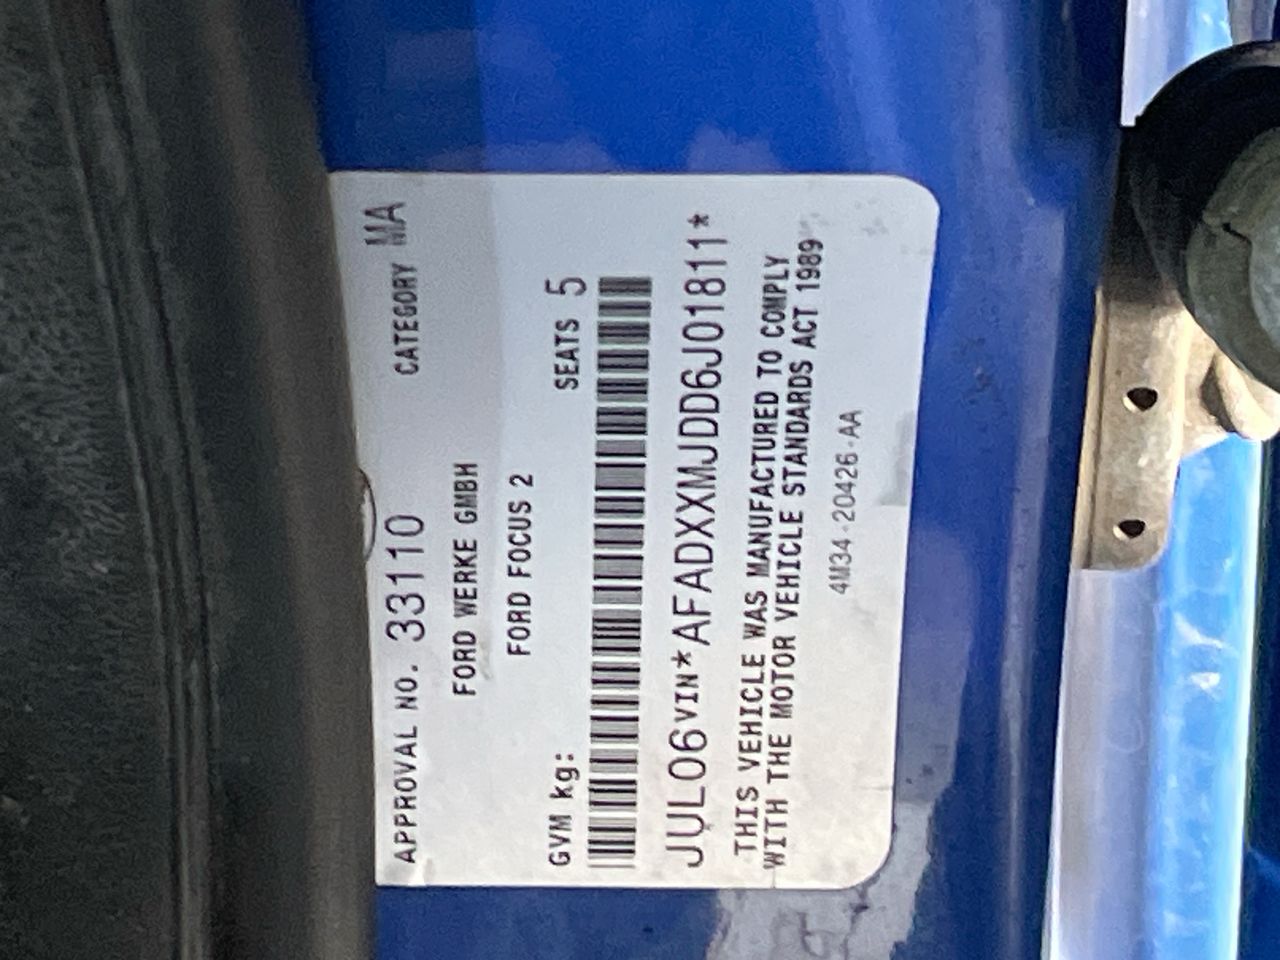 APPROVAL NO. 33110 CATEGORY MA
FORD WERKE GMBH
FORD FOCUS 2
GVM kg: SEATS 5
JUL06VIN*AFADXXMJDD6J01811*
THIS VEHICLE WAS MANUFACTURED TO COMPLY
WITH THE MOTOR VEHICLE STANDARDS ACT 1989
4M34-20426-AA